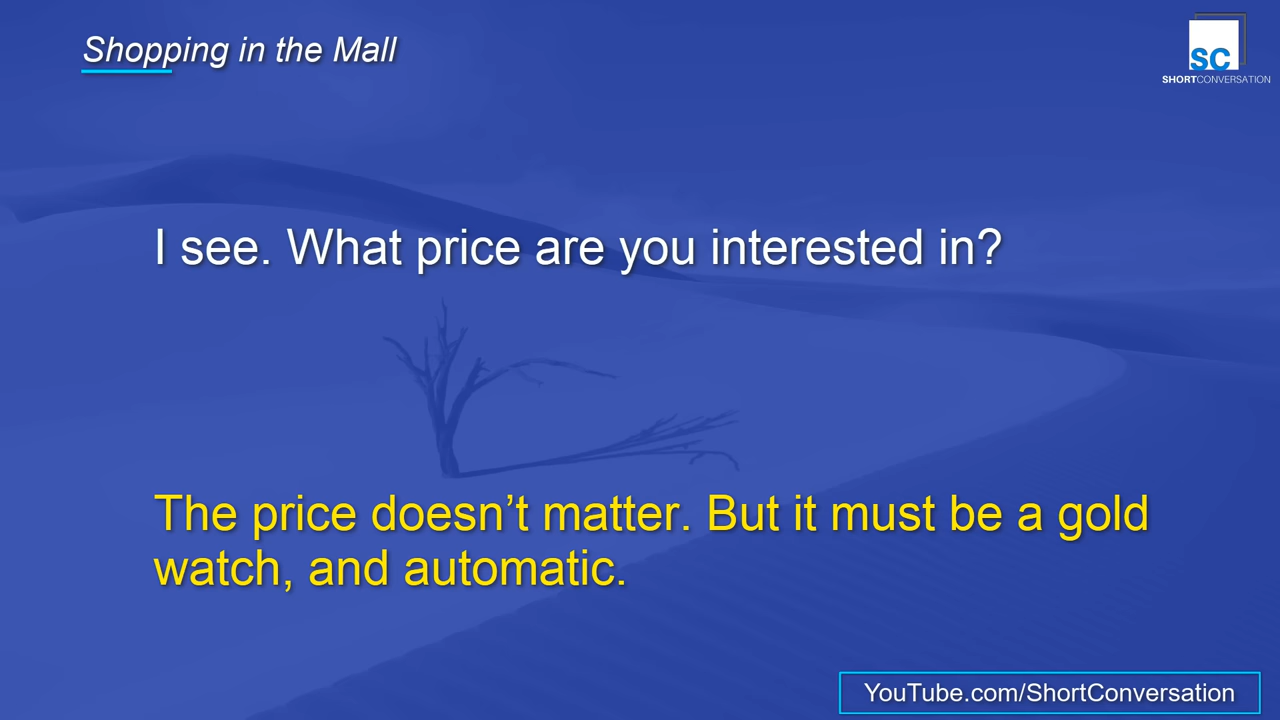 Shopping in the Mall
SC
SHORTCONVERSATION
I see. What price are you interested in?
The price doesn’t matter. But it must be a gold
watch, and automatic.
YouTube.com/ShortConversation